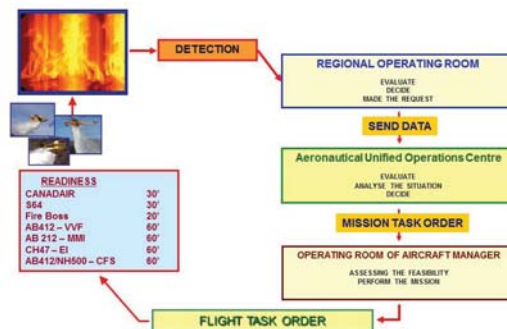 DETECTION
REGIONAL OPERATING ROOM
EVALUATE
DECIDE
MADE THE REQUEST
SEND DATA
Aeronautical Unified Operations Centre
EVALUATE
ANALYSE THE SITUATION
DECIDE
MISSION TASK ORDER
OPERATING ROOM OF AIRCRAFT MANAGER
ASSESSING THE FEASIBILITY
PERFORM THE MISSION
FLIGHT TASK ORDER
READINESS
CANADAIR 30'
S64 30'
Fire Boss 20'
AB412 – VVF 60'
AB 212 – MMI 60'
CH47 – EI 60'
AB412/NH500 – CFS 60'